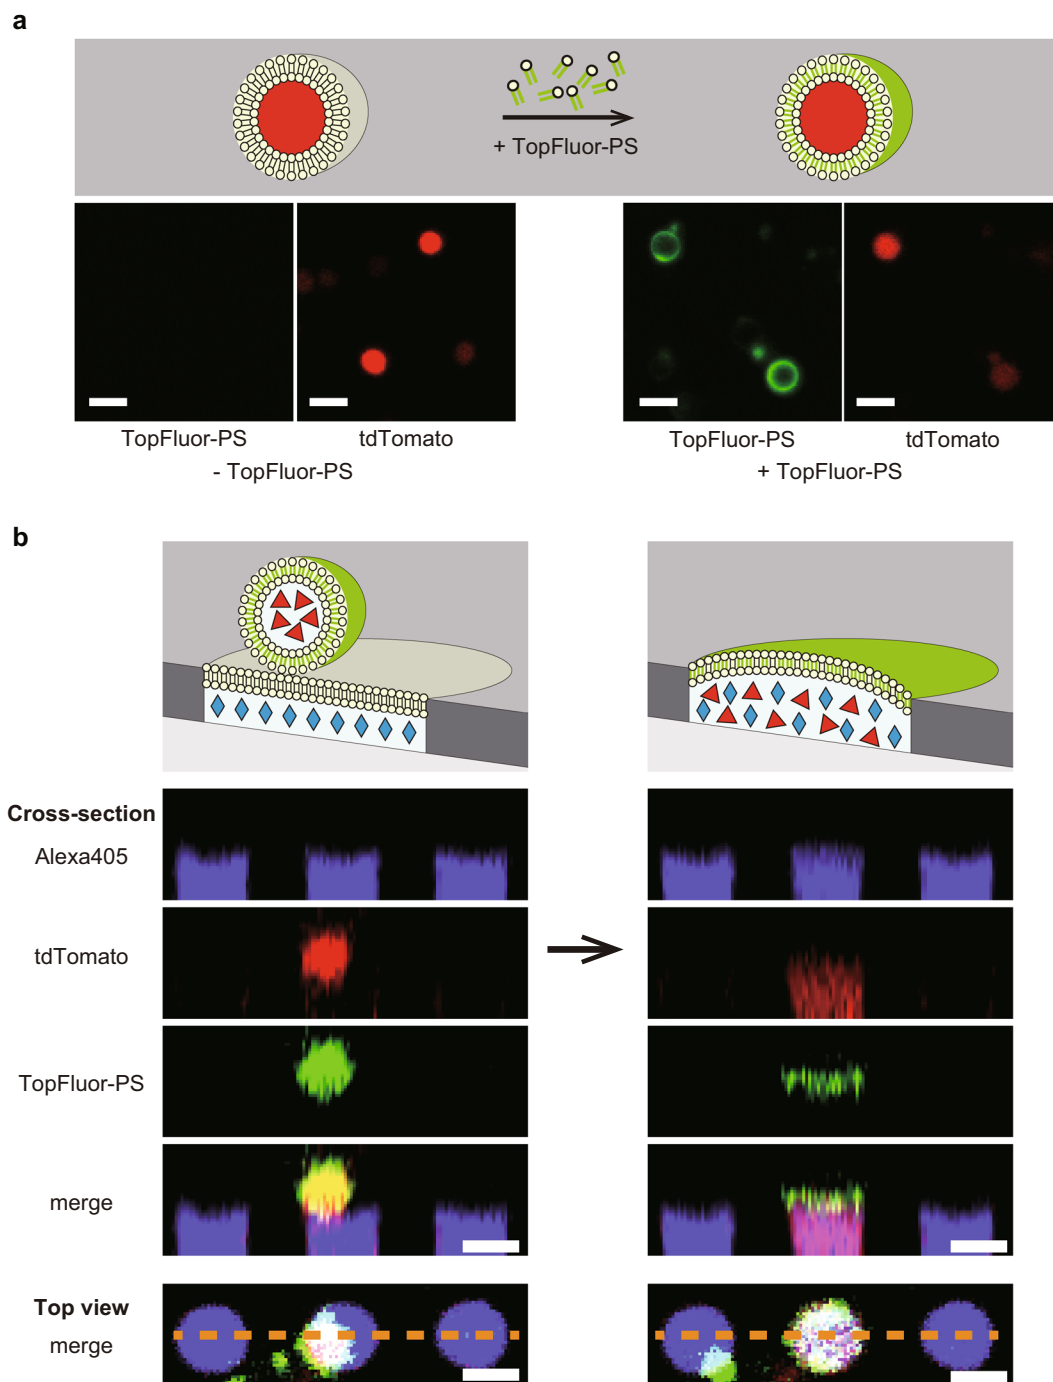 a
+ TopFluor-PS
TopFluor-PS
tdTomato
TopFluor-PS
tdTomato
- TopFluor-PS
+ TopFluor-PS
b
Cross-section
Alexa405
tdTomato
TopFluor-PS
merge
Top view
merge